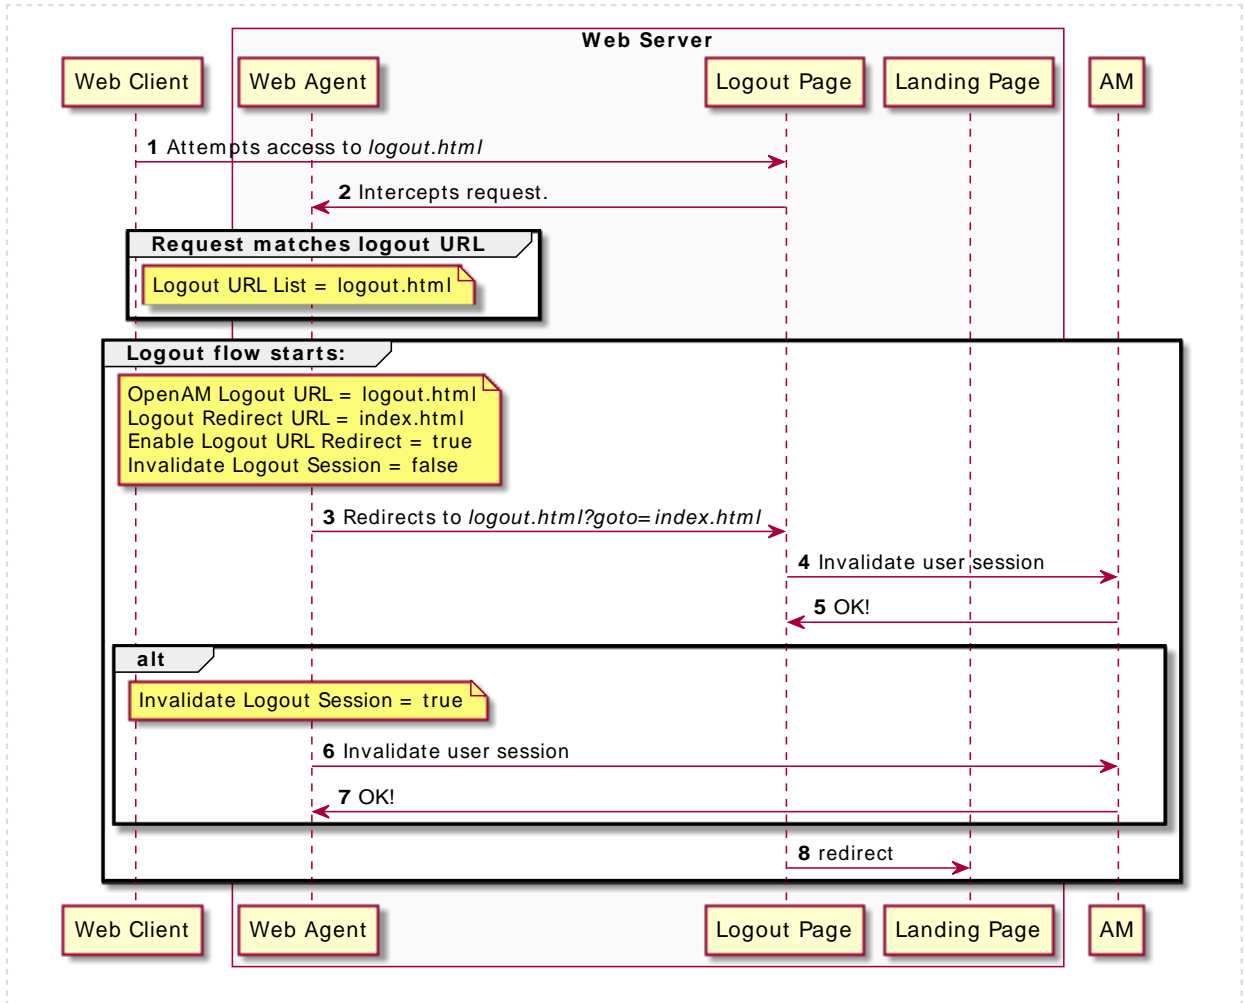 Web Server
Web Client
Web Agent
Logout Page
Landing Page
AM
1 Attempts access to logout.html
2 Intercepts request.
Request matches logout URL
Logout URL List = logout.html
Logout flow starts:
OpenAM Logout URL = logout.html
Logout Redirect URL = index.html
Enable Logout URL Redirect = true
Invalidate Logout Session = false
3 Redirects to logout.html?goto=index.html
4 Invalidate user session
5 OK!
alt
Invalidate Logout Session = true
6 Invalidate user session
7 OK!
8 redirect
Web Client
Web Agent
Logout Page
Landing Page
AM